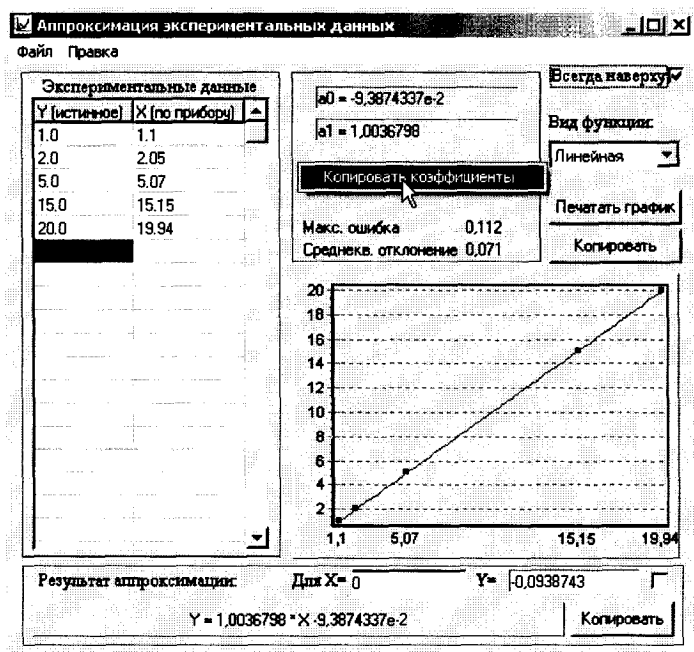 Аппроксимация экспериментальных данных
Файл Правка
Экспериментальные данные
Y (истинное) X (по прибору)
1.0 1.1
2.0 2.05
5.0 5.07
15.0 15.15
20.0 19.94
a0 = -9,3874337e-2
a1 = 1,0036798
Копировать коэффициенты
Макс. ошибка 0,112
Среднекв. отклонение 0,071
Всегда наверху
Вид функции:
Линейная
Печатать график
Копировать
20
18
16
14
12
10
8
6
4
2
1,1 5,07 15,15 19,94
Результат аппроксимации: Для X= 0 Y= -0,0938743
Y = 1,0036798 * X -9,3874337e-2
Копировать